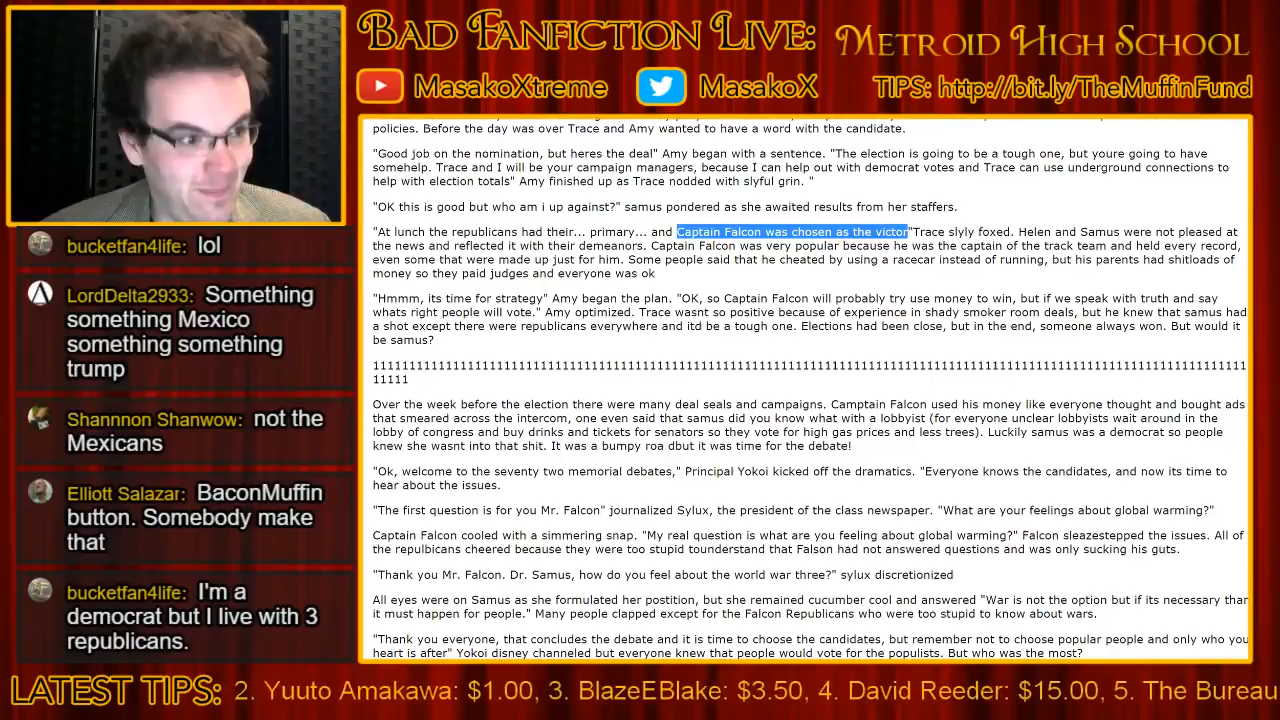 BAD FANFICTION LIVE: METROID HIGH SCHOOL
MasakoXtreme MasakoX TIPS: http://bit.ly/TheMuffinFund
bucketfan4life: lol
LordDelta2933: Something
something Mexico
something something
trump
Shannnon Shanwow: not the
Mexicans
Elliott Salazar: BaconMuffin
button. Somebody make
that
bucketfan4life: I'm a
democrat but I live with 3
republicans.
policies. Before the day was over Trace and Amy wanted to have a word with the candidate.
"Good job on the nomination, but heres the deal" Amy began with a sentence. "The election is going to be a tough one, but youre going to have
somehelp. Trace and I will be your campaign managers, because I can help out with democrat votes and Trace can use underground connections to
help with election totals" Amy finished up as Trace nodded with slyful grin. "
"OK this is good but who am i up against?" samus pondered as she awaited results from her staffers.
"At lunch the republicans had their... primary... and Captain Falcon was chosen as the victor"Trace slyly foxed. Helen and Samus were not pleased at
the news and reflected it with their demeanors. Captain Falcon was very popular because he was the captain of the track team and held every record,
even some that were made up just for him. Some people said that he cheated by using a racecar instead of running, but his parents had shitloads of
money so they paid judges and everyone was ok
"Hmmm, its time for strategy" Amy began the plan. "OK, so Captain Falcon will probably try use money to win, but if we speak with truth and say
whats right people will vote." Amy optimized. Trace wasnt so positive because of experience in shady smoker room deals, but he knew that samus had
a shot except there were republicans everywhere and itd be a tough one. Elections had been close, but in the end, someone always won. But would it
be samus?
11111111111111111111111111111111111111111111111111111111111111111111111111111111111111111111111111111111111111111111111111
11111
Over the week before the election there were many deal seals and campaigns. Camptain Falcon used his money like everyone thought and bought ads
that smeared across the intercom, one even said that samus did you know what with a lobbyist (for everyone unclear lobbyists wait around in the
lobby of congress and buy drinks and tickets for senators so they vote for high gas prices and less trees). Luckily samus was a democrat so people
knew she wasnt into that shit. It was a bumpy roa dbut it was time for the debate!
"Ok, welcome to the seventy two memorial debates," Principal Yokoi kicked off the dramatics. "Everyone knows the candidates, and now its time to
hear about the issues.
"The first question is for you Mr. Falcon" journalized Sylux, the president of the class newspaper. "What are your feelings about global warming?"
Captain Falcon cooled with a simmering snap. "My real question is what are you feeling about global warming?" Falcon sleazestepped the issues. All of
the repulbicans cheered because they were too stupid tounderstand that Falson had not answered questions and was only sucking his guts.
"Thank you Mr. Falcon. Dr. Samus, how do you feel about the world war three?" sylux discretionized
All eyes were on Samus as she formulated her postition, but she remained cucumber cool and answered "War is not the option but if its necessary than
it must happen for people." Many people clapped except for the Falcon Republicans who were too stupid to know about wars.
"Thank you everyone, that concludes the debate and it is time to choose the candidates, but remember not to choose popular people and only who you
heart is after" Yokoi disney channeled but everyone knew that people would vote for the populists. But who was the most?
LATEST TIPS: 2. Yuuto Amakawa: $1.00, 3. BlazeEBlake: $3.50, 4. David Reeder: $15.00, 5. The Bureau